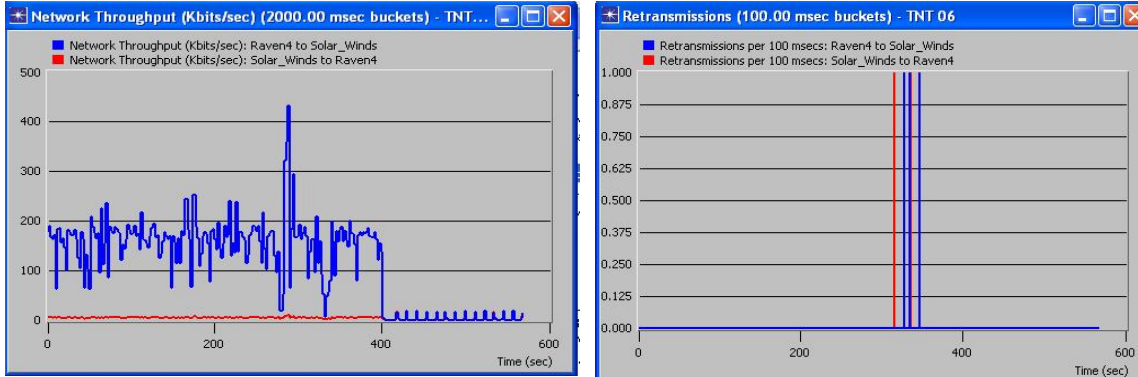 Network Throughput (Kbits/sec) (2000.00 msec buckets) - TNT...
Network Throughput (Kbits/sec): Raven4 to Solar_Winds
Network Throughput (Kbits/sec): Solar_Winds to Raven4
500
400
300
200
100
0
0 200 400 600
Time (sec)
Retransmissions (100.00 msec buckets) - TNT 06
Retransmissions per 100 msecs: Raven4 to Solar_Winds
Retransmissions per 100 msecs: Solar_Winds to Raven4
1.000
0.875
0.750
0.625
0.500
0.375
0.250
0.125
0.000
0 200 400 600
Time (sec)